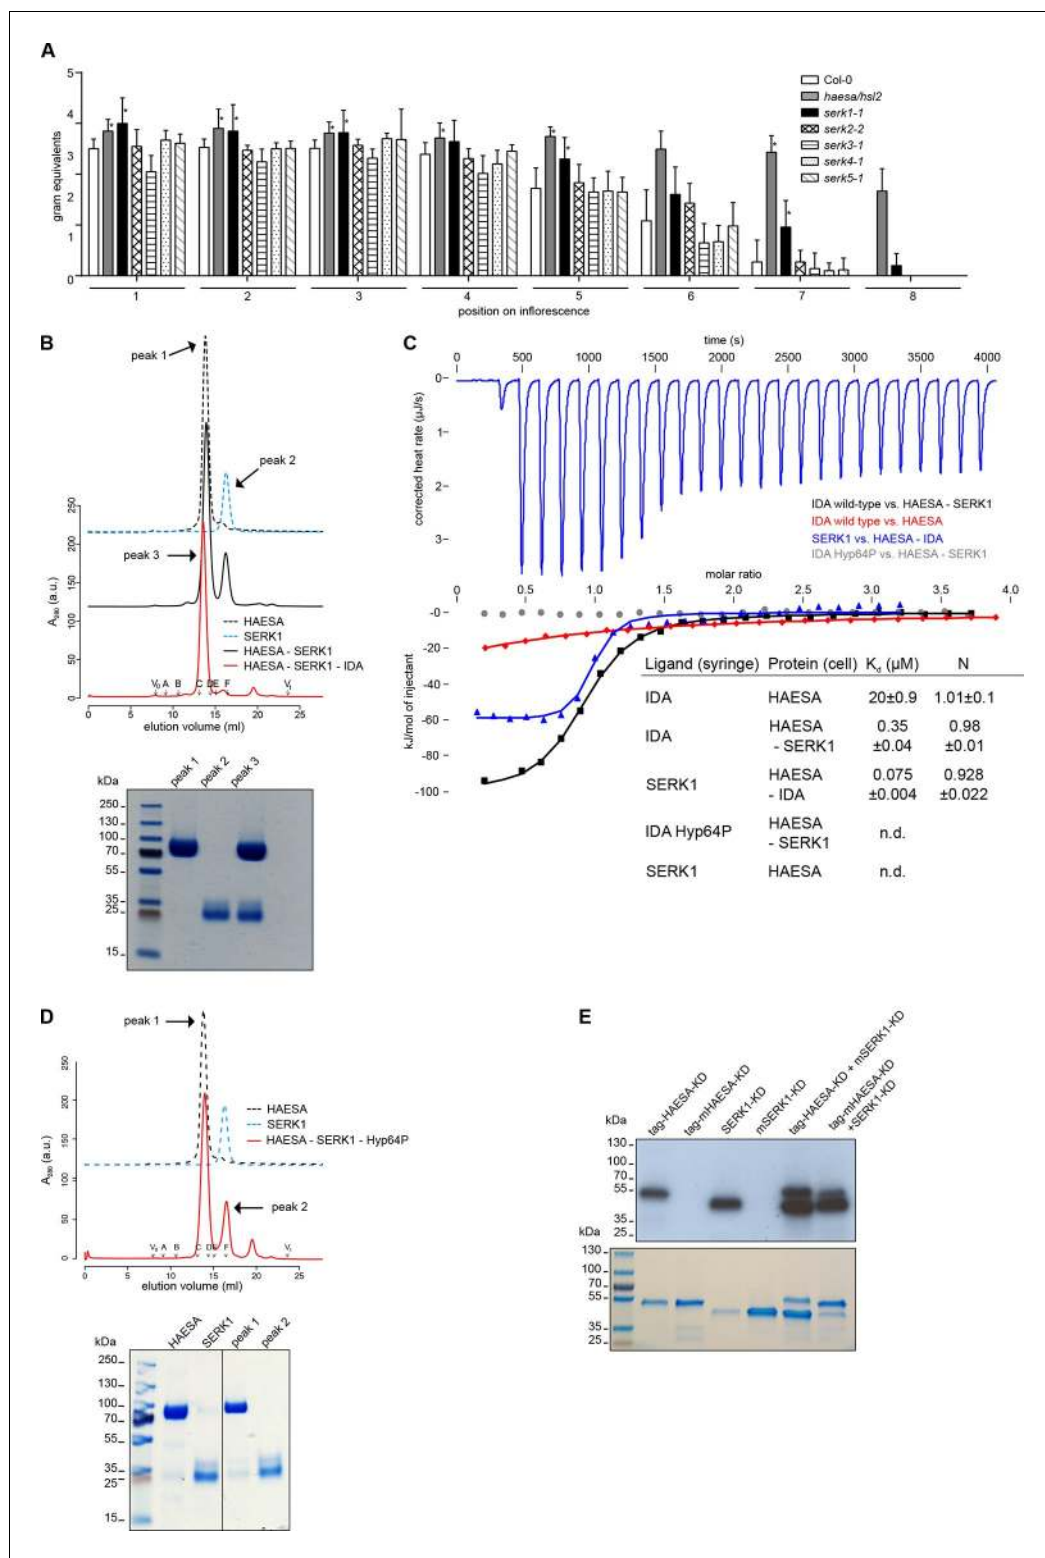 A
5
4
3
2
1
0
gram equivalents
Col-0
haesa/hsl2
serk1-1
serk2-2
serk3-1
serk4-1
serk5-1
* * * * * * * * * * *
1 2 3 4 5 6 7 8
position on inflorescence
B
peak 1
peak 2
peak 3
250
200
150
100
50
0
A280 (a.u.)
HAESA
SERK1
HAESA - SERK1
HAESA - SERK1 - IDA
V0 A B C D E F Vt
0 5 10 15 20 25
elution volume (ml)
kDa peak 1 peak 2 peak 3
250
130
100
70
55
35
25
15
C
time (s)
0 500 1000 1500 2000 2500 3000 3500 4000
0
1
2
3
corrected heat rate (µJ/s)
IDA wild-type vs. HAESA - SERK1
IDA wild type vs. HAESA
SERK1 vs. HAESA - IDA
IDA Hyp64P vs. HAESA - SERK1
molar ratio
0 0.5 1.0 1.5 2.0 2.5 3.0 3.5 4.0
-0
-20
-40
-60
-80
-100
kJ/mol of injectant
Ligand (syringe) Protein (cell) Kd (µM) N
IDA HAESA 20±0.9 1.01±0.1
IDA HAESA - SERK1 0.35 ±0.04 0.98 ±0.01
SERK1 HAESA - IDA 0.075 ±0.004 0.928 ±0.022
IDA Hyp64P HAESA - SERK1 n.d.
SERK1 HAESA n.d.
D
peak 1
250
200
150
100
50
0
A280 (a.u.)
HAESA
SERK1
HAESA - SERK1 - Hyp64P
peak 2
V0 A B C D E F Vt
0 5 10 15 20 25
elution volume (ml)
kDa HAESA SERK1 peak 1 peak 2
250
130
100
70
55
35
25
15
E
tag-HAESA-KD
tag-mHAESA-KD
SERK1-KD
mSERK1-KD
tag-HAESA-KD + mSERK1-KD
tag-mHAESA-KD
+SERK1-KD
kDa
130
100
70
55
35
25
kDa
130
100
70
55
35
25